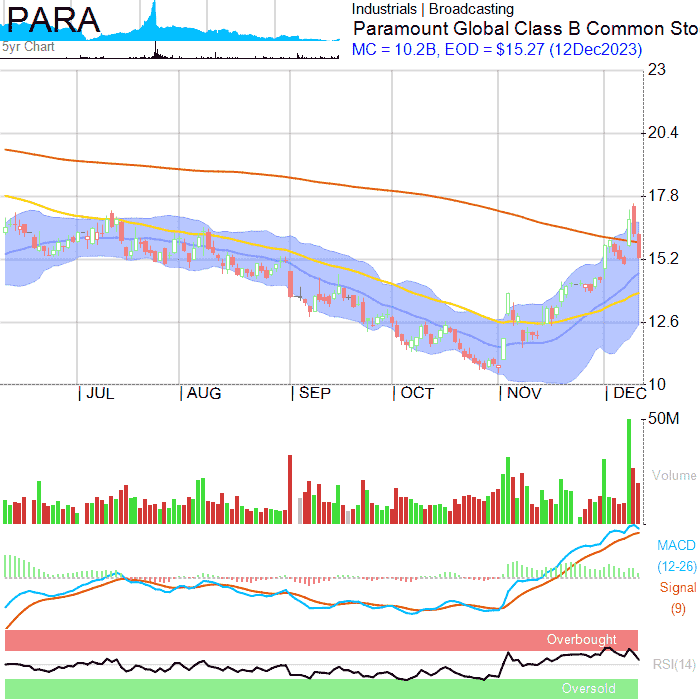 PARA
5yr Chart
Industrials | Broadcasting
Paramount Global Class B Common Sto
MC = 10.2B, EOD = $15.27 (12Dec2023)
23
20.4
17.8
15.2
12.6
10
JUL AUG SEP OCT NOV DEC
50M
Volume
MACD
(12-26)
Signal
(9)
Overbought
RSI(14)
Oversold